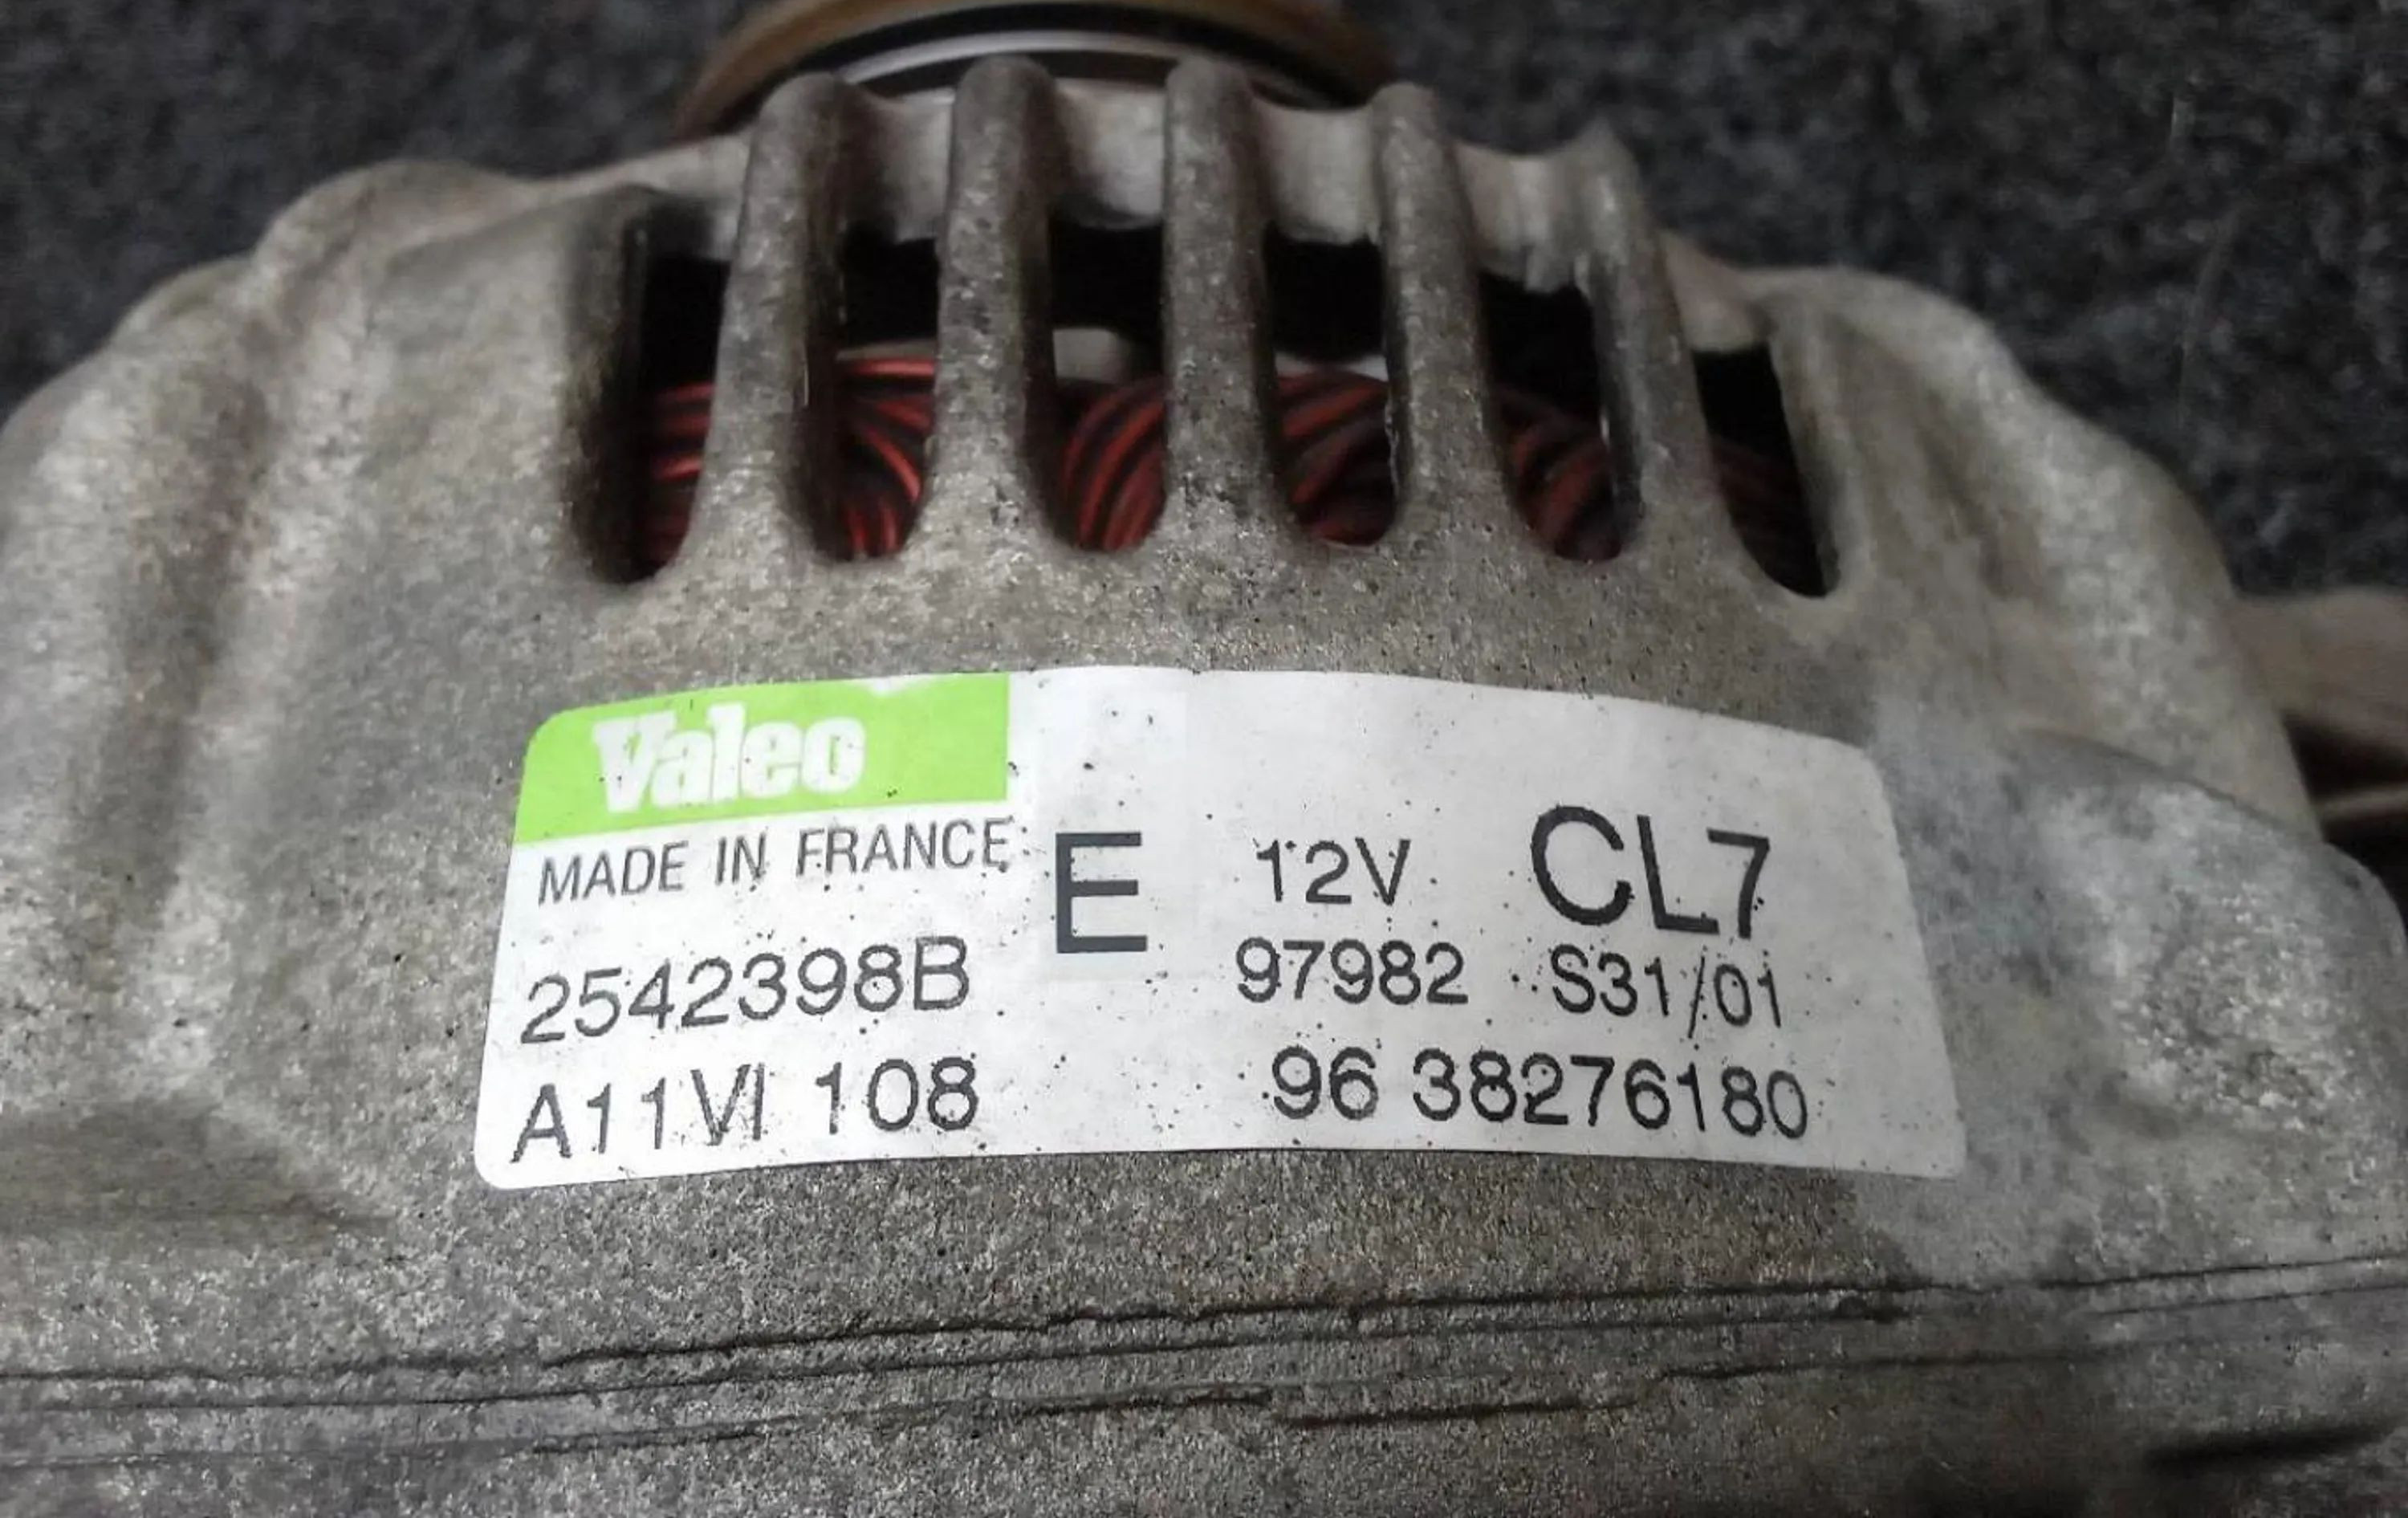 Valeo
MADE IN FRANCE
E 12V CL7
2542398B 97982 S31/01
A11VI 108 96 38276180